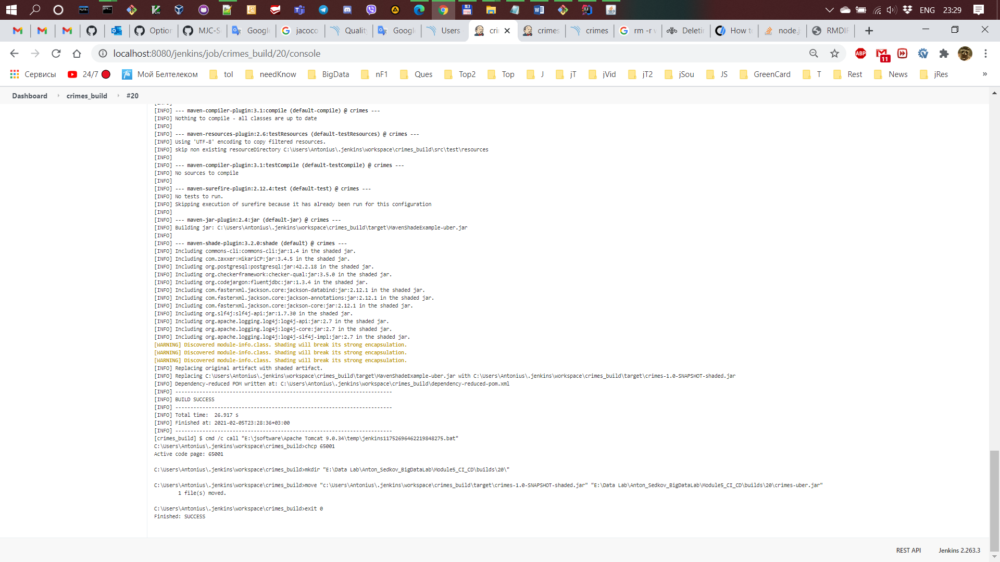 ENG
23:29
Option
MJC-S
Google
jacoco
Quality
Google
Users
cri
crimes
crimes
rm -r
Deletin
How t
node.j
RMDIR
localhost:8080/jenkins/job/crimes_build/20/console
ABP
11
Сервисы
24/7
Мой Белтелеком
tol
needKnow
BigData
nF1
Ques
Top2
Top
J
jT
jVid
jT2
jSou
JS
GreenCard
T
Rest
News
jRes
»
Dashboard
crimes_build
#20
[INFO] --- maven-compiler-plugin:3.1:compile (default-compile) @ crimes ---
[INFO] Nothing to compile - all classes are up to date
[INFO]
[INFO] --- maven-resources-plugin:2.6:testResources (default-testResources) @ crimes ---
[INFO] Using 'UTF-8' encoding to copy filtered resources.
[INFO] skip non existing resourceDirectory C:\Users\Antonius\.jenkins\workspace\crimes_build\src\test\resources
[INFO]
[INFO] --- maven-compiler-plugin:3.1:testCompile (default-testCompile) @ crimes ---
[INFO] No sources to compile
[INFO]
[INFO] --- maven-surefire-plugin:2.12.4:test (default-test) @ crimes ---
[INFO] No tests to run.
[INFO] Skipping execution of surefire because it has already been run for this configuration
[INFO]
[INFO] --- maven-jar-plugin:2.4:jar (default-jar) @ crimes ---
[INFO] Building jar: C:\Users\Antonius\.jenkins\workspace\crimes_build\target\MavenShadeExample-uber.jar
[INFO]
[INFO] --- maven-shade-plugin:3.2.0:shade (default) @ crimes ---
[INFO] Including commons-cli:commons-cli:jar:1.4 in the shaded jar.
[INFO] Including com.zaxxer:HikariCP:jar:3.4.5 in the shaded jar.
[INFO] Including org.postgresql:postgresql:jar:42.2.18 in the shaded jar.
[INFO] Including org.checkerframework:checker-qual:jar:3.5.0 in the shaded jar.
[INFO] Including org.codejargon:fluentjdbc:jar:1.3.4 in the shaded jar.
[INFO] Including com.fasterxml.jackson.core:jackson-databind:jar:2.12.1 in the shaded jar.
[INFO] Including com.fasterxml.jackson.core:jackson-annotations:jar:2.12.1 in the shaded jar.
[INFO] Including com.fasterxml.jackson.core:jackson-core:jar:2.12.1 in the shaded jar.
[INFO] Including org.slf4j:slf4j-api:jar:1.7.30 in the shaded jar.
[INFO] Including org.apache.logging.log4j:log4j-api:jar:2.7 in the shaded jar.
[INFO] Including org.apache.logging.log4j:log4j-core:jar:2.7 in the shaded jar.
[INFO] Including org.apache.logging.log4j:log4j-slf4j-impl:jar:2.7 in the shaded jar.
[WARNING] Discovered module-info.class. Shading will break its strong encapsulation.
[WARNING] Discovered module-info.class. Shading will break its strong encapsulation.
[WARNING] Discovered module-info.class. Shading will break its strong encapsulation.
[INFO] Replacing original artifact with shaded artifact.
[INFO] Replacing C:\Users\Antonius\.jenkins\workspace\crimes_build\target\MavenShadeExample-uber.jar with C:\Users\Antonius\.jenkins\workspace\crimes_build\target\crimes-1.0-SNAPSHOT-shaded.jar
[INFO] Dependency-reduced POM written at: C:\Users\Antonius\.jenkins\workspace\crimes_build\dependency-reduced-pom.xml
[INFO] ------------------------------------------------------------------------
[INFO] BUILD SUCCESS
[INFO] ------------------------------------------------------------------------
[INFO] Total time:  26.917 s
[INFO] Finished at: 2021-02-05T23:28:36+03:00
[INFO] ------------------------------------------------------------------------
[crimes_build] $ cmd /c call "E:\jsoftware\Apache Tomcat 9.0.34\temp\jenkins11752696462219848275.bat"
C:\Users\Antonius\.jenkins\workspace\crimes_build>chcp 65001
Active code page: 65001
C:\Users\Antonius\.jenkins\workspace\crimes_build>mkdir "E:\Data Lab\Anton_Sedkov_BigDataLab\Module5_CI_CD\builds\20\"
C:\Users\Antonius\.jenkins\workspace\crimes_build>move "c:\Users\Antonius\.jenkins\workspace\crimes_build\target\crimes-1.0-SNAPSHOT-shaded.jar" "E:\Data Lab\Anton_Sedkov_BigDataLab\Module5_CI_CD\builds\20\crimes-uber.jar"
1 file(s) moved.
C:\Users\Antonius\.jenkins\workspace\crimes_build>exit 0
Finished: SUCCESS
REST API
Jenkins 2.263.3